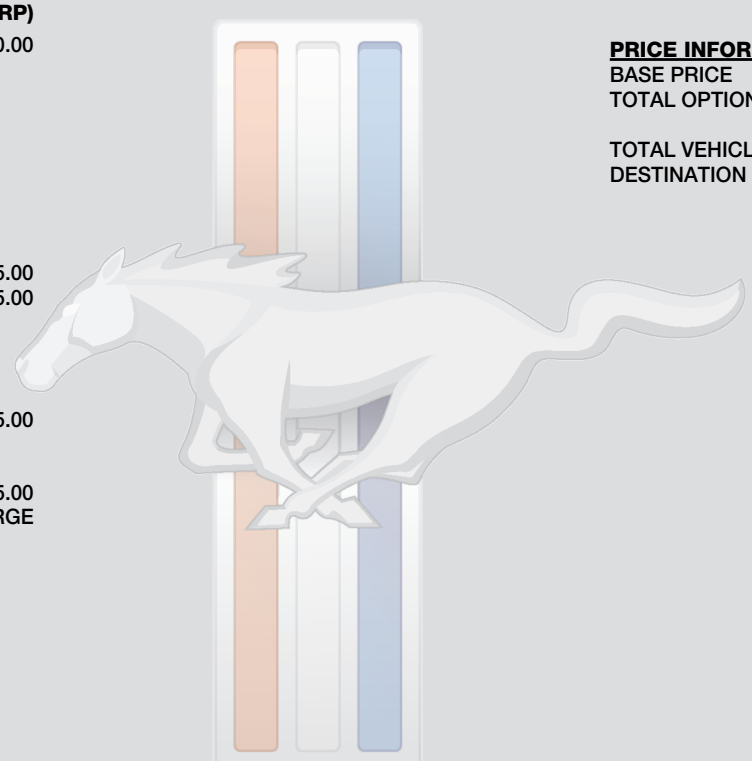 RP)
0.00
5.00
5.00
5.00
5.00
RGE
PRICE INFOR
BASE PRICE
TOTAL OPTION
TOTAL VEHICL
DESTINATION